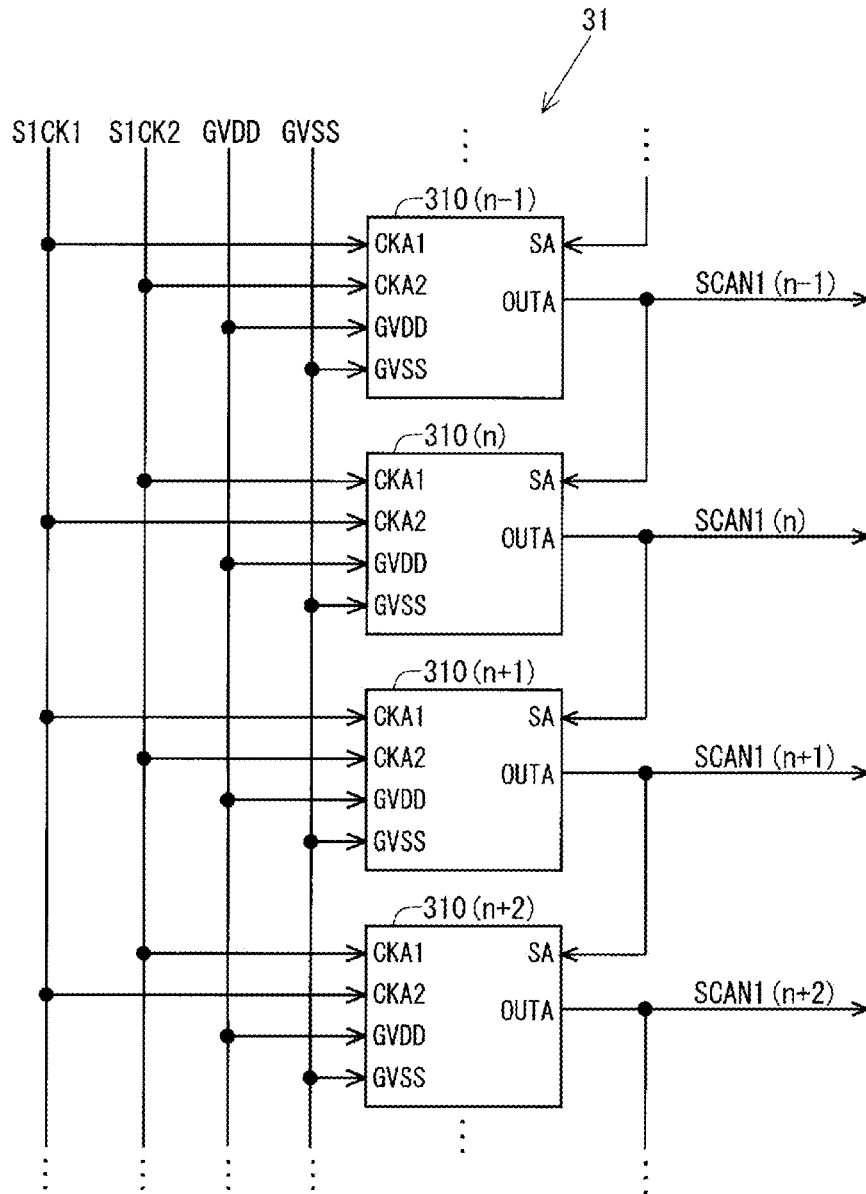 31
S1CK1 S1CK2 GVDD GVSS
310(n-1)
CKA1 SA
CKA2
OUTA SCAN1(n-1)
GVDD
GVSS
310(n)
CKA1 SA
CKA2
OUTA SCAN1(n)
GVDD
GVSS
310(n+1)
CKA1 SA
CKA2
OUTA SCAN1(n+1)
GVDD
GVSS
310(n+2)
CKA1 SA
CKA2
OUTA SCAN1(n+2)
GVDD
GVSS